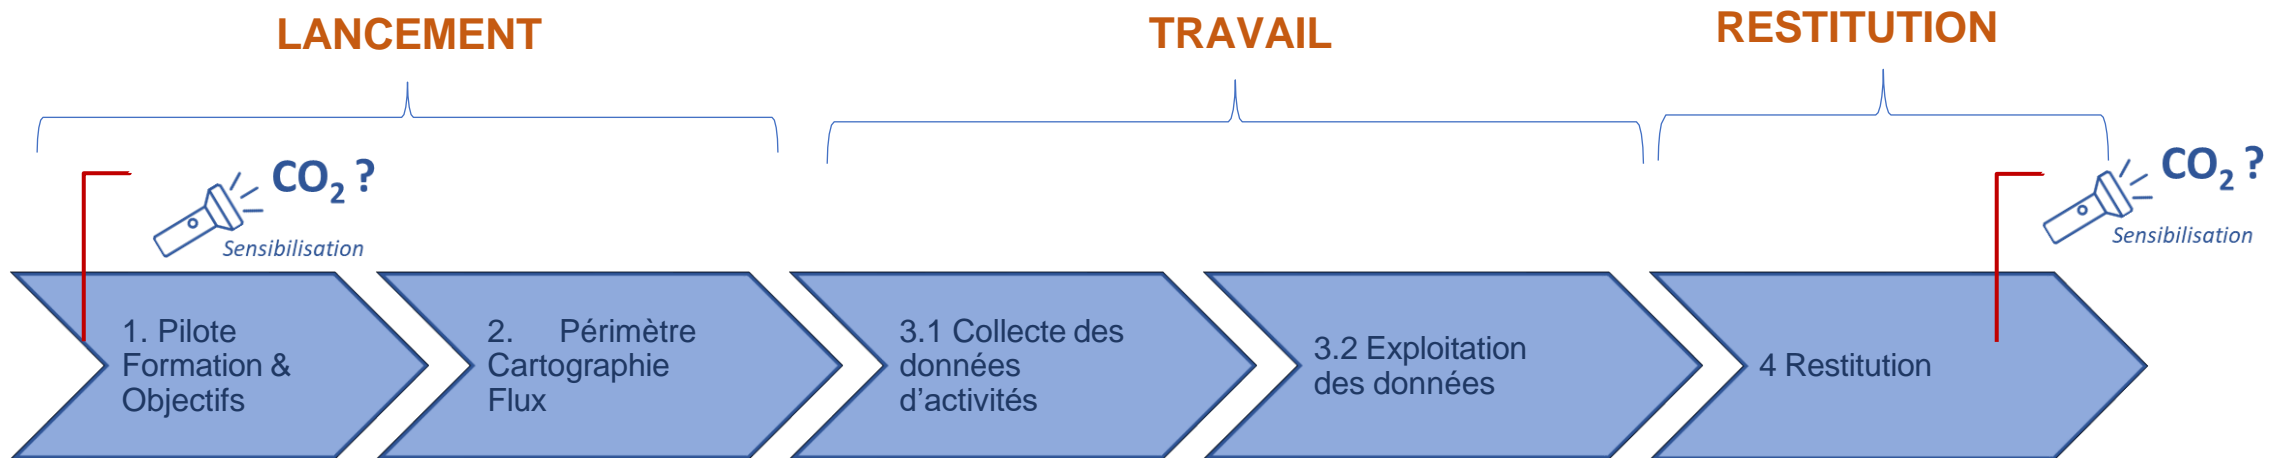 LANCEMENT
TRAVAIL
RESTITUTION
CO₂ ?
Sensibilisation
CO₂ ?
Sensibilisation
1. Pilote
Formation &
Objectifs
2. Périmètre
Cartographie
Flux
3.1 Collecte des
données
d’activités
3.2 Exploitation
des données
4 Restitution